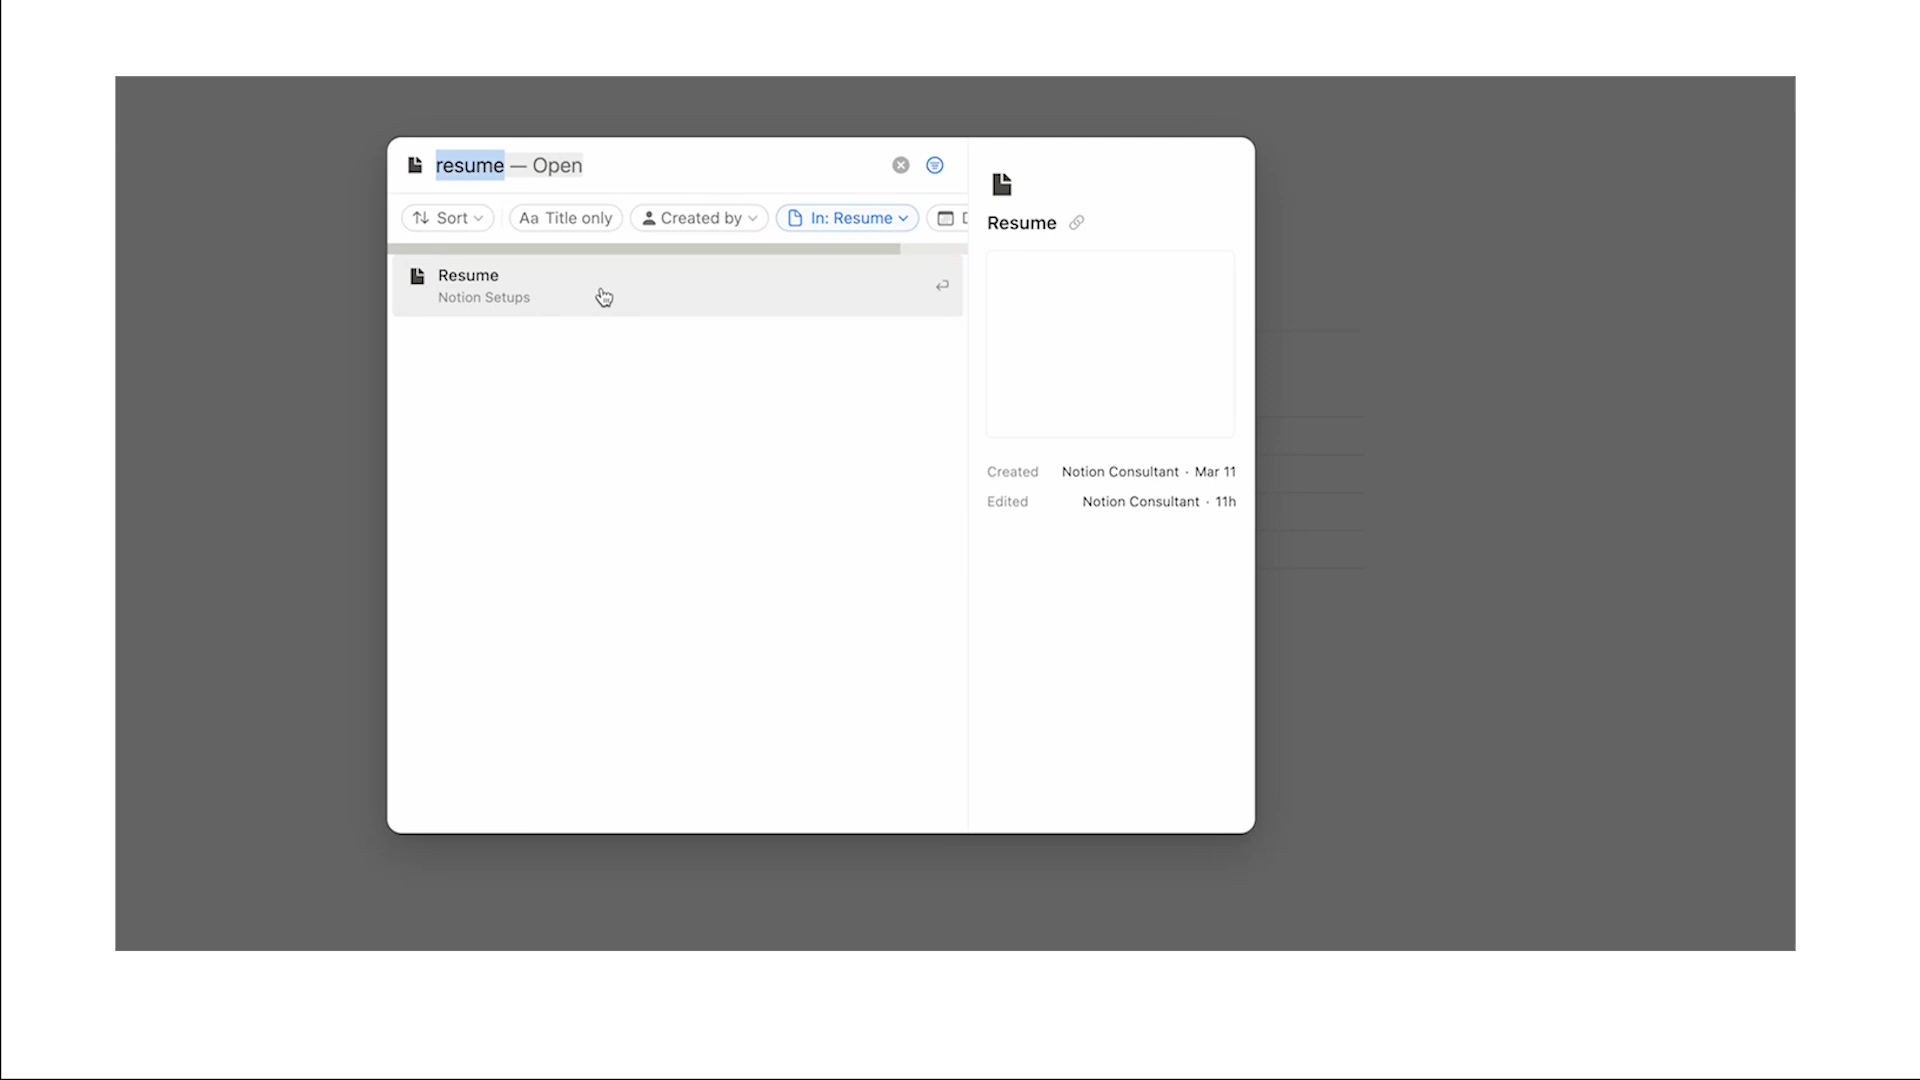 resume — Open
Sort
Aa Title only
Created by
In: Resume
Resume
Notion Setups
Resume
Created Notion Consultant · Mar 11
Edited Notion Consultant · 11h